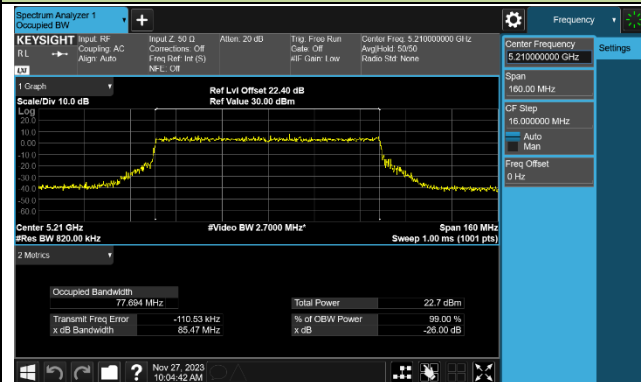 Spectrum Analyzer 1
Occupied BW
+
Frequency
KEYSIGHT Input: RF Input Z: 50 Ω Atten: 20 dB Trig: Free Run Center Freq: 5.210000000 GHz
RL Coupling: AC Corrections: Off Gate: Off Avg|Hold: 50/50
Align: Auto Freq Ref: Int (S) #IF Gain: Low Radio Std: None
LXI NFE: Off
Center Frequency
5.210000000 GHz
Settings
Span
160.00 MHz
CF Step
16.000000 MHz
Auto
Man
Freq Offset
0 Hz
1 Graph
Ref Lvl Offset 22.40 dB
Scale/Div 10.0 dB Ref Value 30.00 dBm
Log
20.0
10.0
0.00
-10.0
-20.0
-30.0
-40.0
-50.0
-60.0
Center 5.21 GHz #Video BW 2.7000 MHz* Span 160 MHz
#Res BW 820.00 kHz Sweep 1.00 ms (1001 pts)
2 Metrics
Occupied Bandwidth
77.694 MHz Total Power 22.7 dBm
Transmit Freq Error -110.53 kHz % of OBW Power 99.00 %
x dB Bandwidth 85.47 MHz x dB -26.00 dB
? Nov 27, 2023
10:04:42 AM